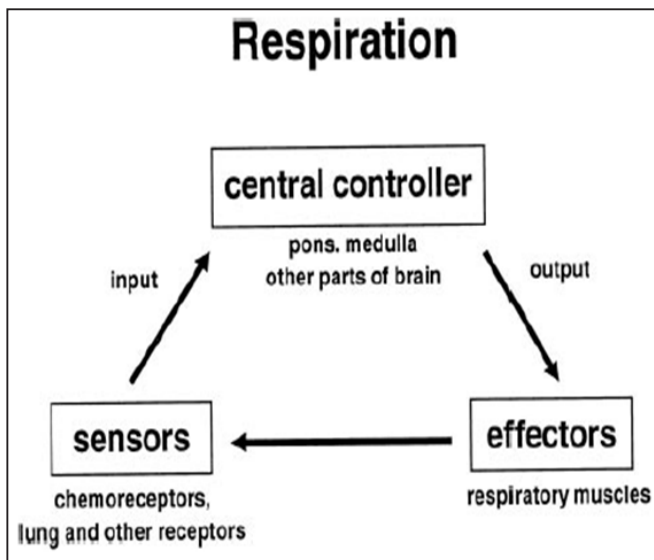 Respiration
central controller
pons. medulla
other parts of brain
input
output
sensors
effectors
chemoreceptors,
lung and other receptors
respiratory muscles